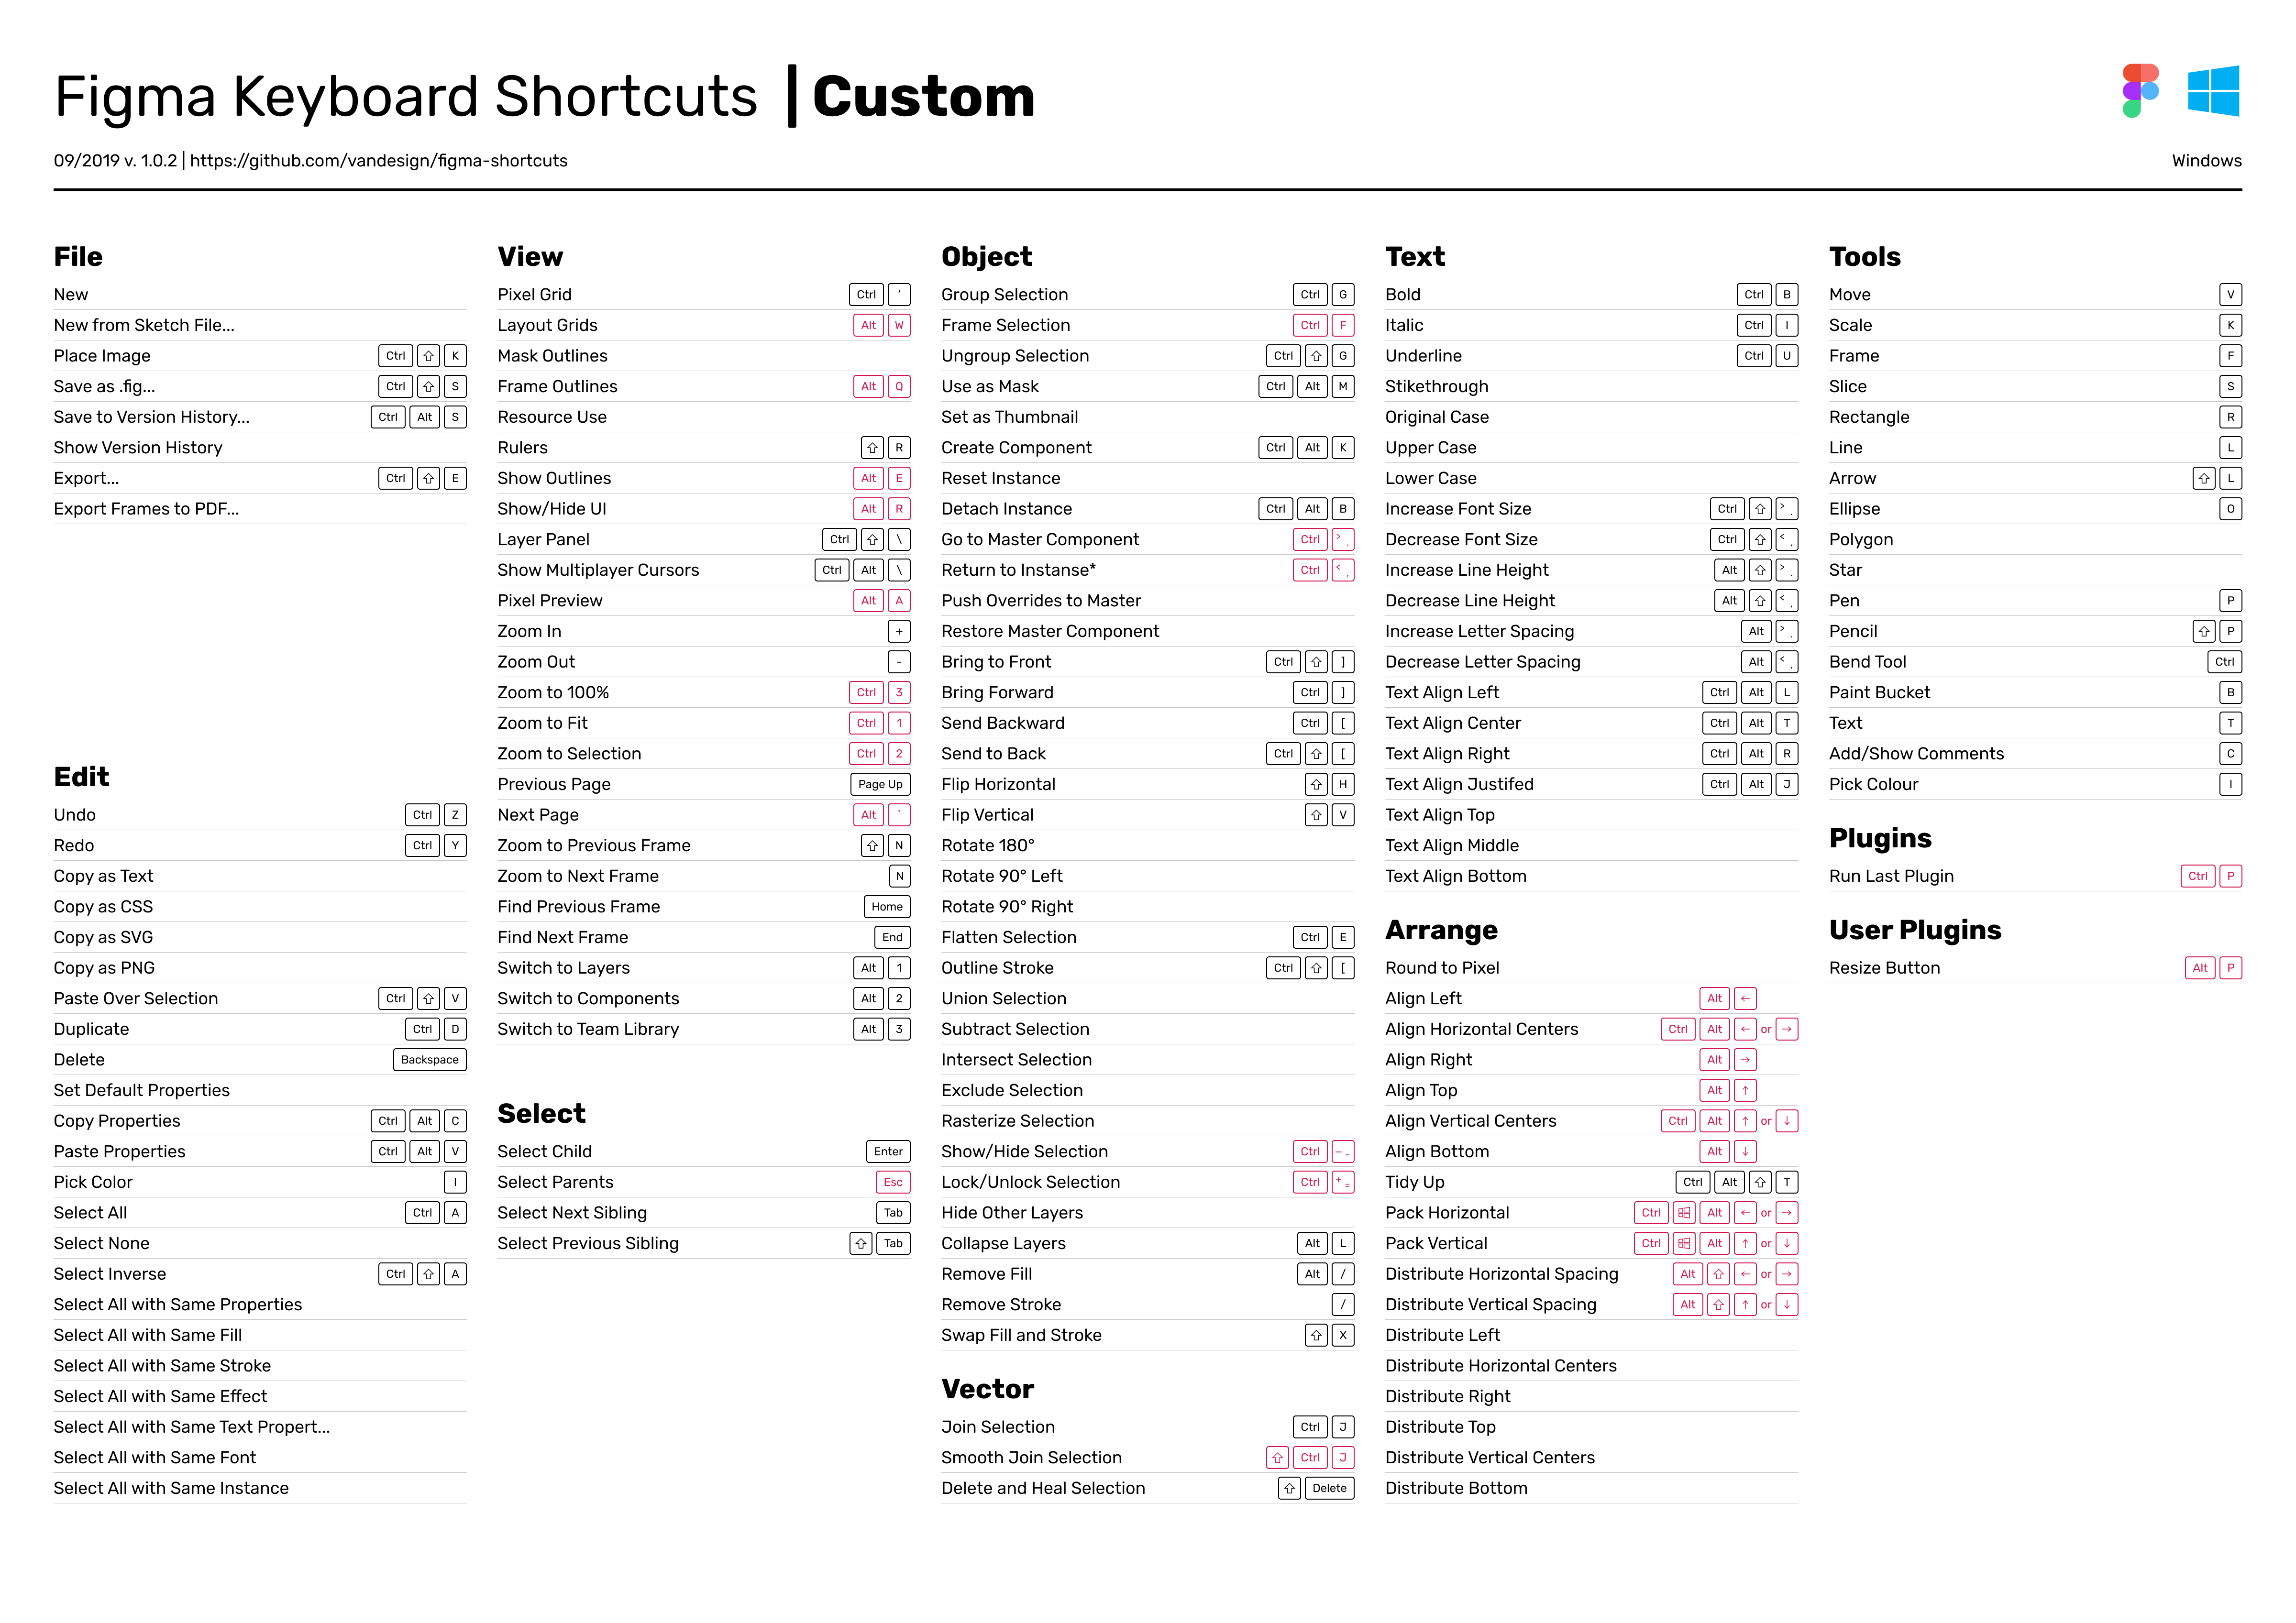 Figma Keyboard Shortcuts | Custom
09/2019 v. 1.0.2 | https://github.com/vandesign/figma-shortcuts
Windows
File
New
New from Sketch File...
Place Image Ctrl ⇧ K
Save as .fig... Ctrl ⇧ S
Save to Version History... Ctrl Alt S
Show Version History
Export... Ctrl ⇧ E
Export Frames to PDF...
Edit
Undo Ctrl Z
Redo Ctrl Y
Copy as Text
Copy as CSS
Copy as SVG
Copy as PNG
Paste Over Selection Ctrl ⇧ V
Duplicate Ctrl D
Delete Backspace
Set Default Properties
Copy Properties Ctrl Alt C
Paste Properties Ctrl Alt V
Pick Color I
Select All Ctrl A
Select None
Select Inverse Ctrl ⇧ A
Select All with Same Properties
Select All with Same Fill
Select All with Same Stroke
Select All with Same Effect
Select All with Same Text Propert...
Select All with Same Font
Select All with Same Instance
View
Pixel Grid Ctrl '
Layout Grids Alt W
Mask Outlines
Frame Outlines Alt Q
Resource Use
Rulers ⇧ R
Show Outlines Alt E
Show/Hide UI Alt R
Layer Panel Ctrl ⇧ \
Show Multiplayer Cursors Ctrl Alt \
Pixel Preview Alt A
Zoom In +
Zoom Out -
Zoom to 100% Ctrl 3
Zoom to Fit Ctrl 1
Zoom to Selection Ctrl 2
Previous Page Page Up
Next Page Alt `
Zoom to Previous Frame ⇧ N
Zoom to Next Frame N
Find Previous Frame Home
Find Next Frame End
Switch to Layers Alt 1
Switch to Components Alt 2
Switch to Team Library Alt 3
Select
Select Child Enter
Select Parents Esc
Select Next Sibling Tab
Select Previous Sibling ⇧ Tab
Object
Group Selection Ctrl G
Frame Selection Ctrl F
Ungroup Selection Ctrl ⇧ G
Use as Mask Ctrl Alt M
Set as Thumbnail
Create Component Ctrl Alt K
Reset Instance
Detach Instance Ctrl Alt B
Go to Master Component Ctrl > .
Return to Instanse* Ctrl < ,
Push Overrides to Master
Restore Master Component
Bring to Front Ctrl ⇧ ]
Bring Forward Ctrl ]
Send Backward Ctrl [
Send to Back Ctrl ⇧ [
Flip Horizontal ⇧ H
Flip Vertical ⇧ V
Rotate 180°
Rotate 90° Left
Rotate 90° Right
Flatten Selection Ctrl E
Outline Stroke Ctrl ⇧ [
Union Selection
Subtract Selection
Intersect Selection
Exclude Selection
Rasterize Selection
Show/Hide Selection Ctrl – -
Lock/Unlock Selection Ctrl + =
Hide Other Layers
Collapse Layers Alt L
Remove Fill Alt /
Remove Stroke /
Swap Fill and Stroke ⇧ X
Vector
Join Selection Ctrl J
Smooth Join Selection ⇧ Ctrl J
Delete and Heal Selection ⇧ Delete
Text
Bold Ctrl B
Italic Ctrl I
Underline Ctrl U
Stikethrough
Original Case
Upper Case
Lower Case
Increase Font Size Ctrl ⇧ > .
Decrease Font Size Ctrl ⇧ < ,
Increase Line Height Alt ⇧ > .
Decrease Line Height Alt ⇧ < ,
Increase Letter Spacing Alt > .
Decrease Letter Spacing Alt < ,
Text Align Left Ctrl Alt L
Text Align Center Ctrl Alt T
Text Align Right Ctrl Alt R
Text Align Justifed Ctrl Alt J
Text Align Top
Text Align Middle
Text Align Bottom
Arrange
Round to Pixel
Align Left Alt ←
Align Horizontal Centers Ctrl Alt ← or →
Align Right Alt →
Align Top Alt ↑
Align Vertical Centers Ctrl Alt ↑ or ↓
Align Bottom Alt ↓
Tidy Up Ctrl Alt ⇧ T
Pack Horizontal Ctrl ⊞ Alt ← or →
Pack Vertical Ctrl ⊞ Alt ↑ or ↓
Distribute Horizontal Spacing Alt ⇧ ← or →
Distribute Vertical Spacing Alt ⇧ ↑ or ↓
Distribute Left
Distribute Horizontal Centers
Distribute Right
Distribute Top
Distribute Vertical Centers
Distribute Bottom
Tools
Move V
Scale K
Frame F
Slice S
Rectangle R
Line L
Arrow ⇧ L
Ellipse O
Polygon
Star
Pen P
Pencil ⇧ P
Bend Tool Ctrl
Paint Bucket B
Text T
Add/Show Comments C
Pick Colour I
Plugins
Run Last Plugin Ctrl P
User Plugins
Resize Button Alt P